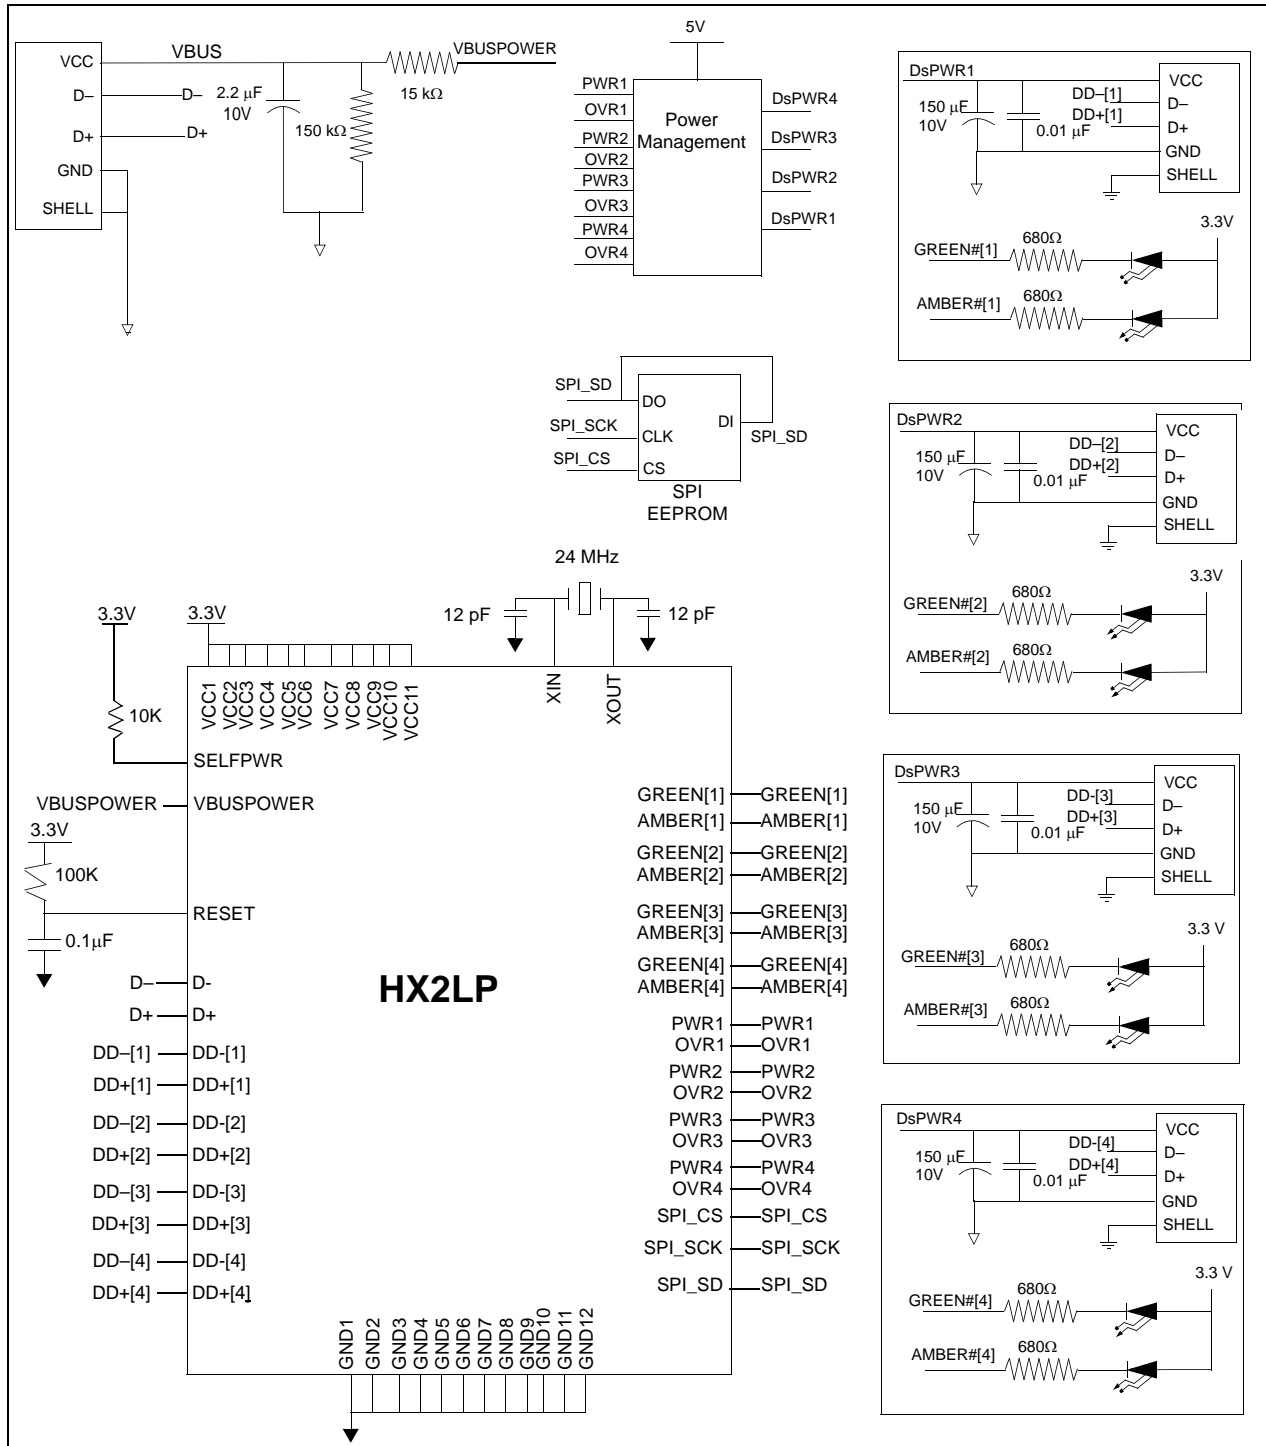 VCC
VBUS
VBUSPOWER
D–
D–
2.2 µF
10V
15 kΩ
150 kΩ
D+
D+
GND
SHELL
5V
PWR1
OVR1
PWR2
OVR2
PWR3
OVR3
PWR4
OVR4
Power
Management
DsPWR4
DsPWR3
DsPWR2
DsPWR1
DsPWR1
150 µF
10V
0.01 µF
DD–[1]
DD+[1]
VCC
D–
D+
GND
SHELL
3.3V
680Ω
GREEN#[1]
680Ω
AMBER#[1]
SPI_SD
SPI_SCK
SPI_CS
DO
CLK
CS
DI
SPI_SD
SPI
EEPROM
DsPWR2
150 µF
10V
0.01 µF
DD–[2]
DD+[2]
VCC
D–
D+
GND
SHELL
3.3V
680Ω
GREEN#[2]
680Ω
AMBER#[2]
24 MHz
12 pF
12 pF
3.3V
3.3V
10K
VCC1
VCC2
VCC3
VCC4
VCC5
VCC6
VCC7
VCC8
VCC9
VCC10
VCC11
XIN
XOUT
SELFPWR
VBUSPOWER
VBUSPOWER
3.3V
100K
RESET
0.1µF
HX2LP
D–
D-
D+
D+
DD–[1]
DD-[1]
DD+[1]
DD+[1]
DD–[2]
DD-[2]
DD+[2]
DD+[2]
DD–[3]
DD-[3]
DD+[3]
DD+[3]
DD–[4]
DD-[4]
DD+[4]
DD+[4]
GREEN[1]
GREEN[1]
AMBER[1]
AMBER[1]
GREEN[2]
GREEN[2]
AMBER[2]
AMBER[2]
GREEN[3]
GREEN[3]
AMBER[3]
AMBER[3]
GREEN[4]
GREEN[4]
AMBER[4]
AMBER[4]
PWR1
PWR1
OVR1
OVR1
PWR2
PWR2
OVR2
OVR2
PWR3
PWR3
OVR3
OVR3
PWR4
PWR4
OVR4
OVR4
SPI_CS
SPI_CS
SPI_SCK
SPI_SCK
SPI_SD
SPI_SD
GND1
GND2
GND3
GND4
GND5
GND6
GND7
GND8
GND9
GND10
GND11
GND12
DsPWR3
150 µF
10V
0.01 µF
DD-[3]
DD+[3]
VCC
D–
D+
GND
SHELL
3.3 V
680Ω
GREEN#[3]
680Ω
AMBER#[3]
DsPWR4
150 µF
10V
0.01 µF
DD-[4]
DD+[4]
VCC
D–
D+
GND
SHELL
3.3 V
680Ω
GREEN#[4]
680Ω
AMBER#[4]